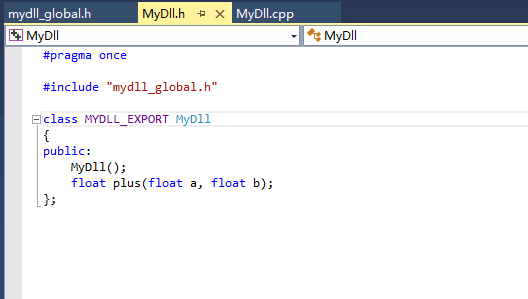 mydll_global.h MyDll.h MyDll.cpp
MyDll MyDll
#pragma once
#include "mydll_global.h"
class MYDLL_EXPORT MyDll
{
public:
    MyDll();
    float plus(float a, float b);
};